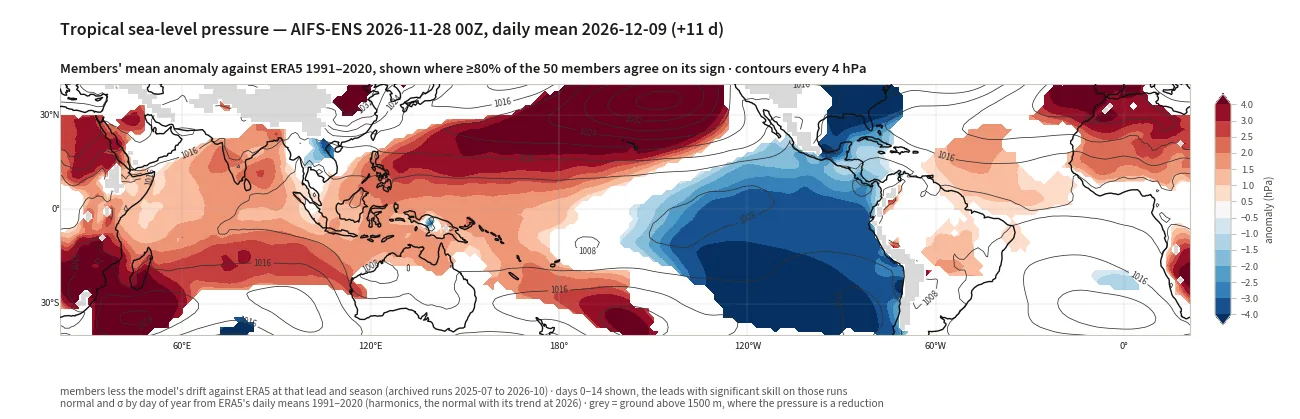 Tropical sea-level pressure — AIFS-ENS 2026-11-28 00Z, daily mean 2026-12-09 (+11 d)
Members' mean anomaly against ERA5 1991–2020, shown where ≥80% of the 50 members agree on its sign · contours every 4 hPa
1016
1016
30°N
1016
1016
0°
1008
1008
1016
1016
1016
0
1008
1016
30°S
60°E
120°E
180°
120°W
60°W
0°
4.0
3.0
2.5
2.0
1.5
1.0
0.5
−0.5
−1.0
−1.5
−2.0
−2.5
−3.0
−4.0
anomaly (hPa)
members less the model's drift against ERA5 at that lead and season (archived runs 2025-07 to 2026-10) · days 0–14 shown, the leads with significant skill on those runs
normal and σ by day of year from ERA5's daily means 1991–2020 (harmonics, the normal with its trend at 2026) · grey = ground above 1500 m, where the pressure is a reduction